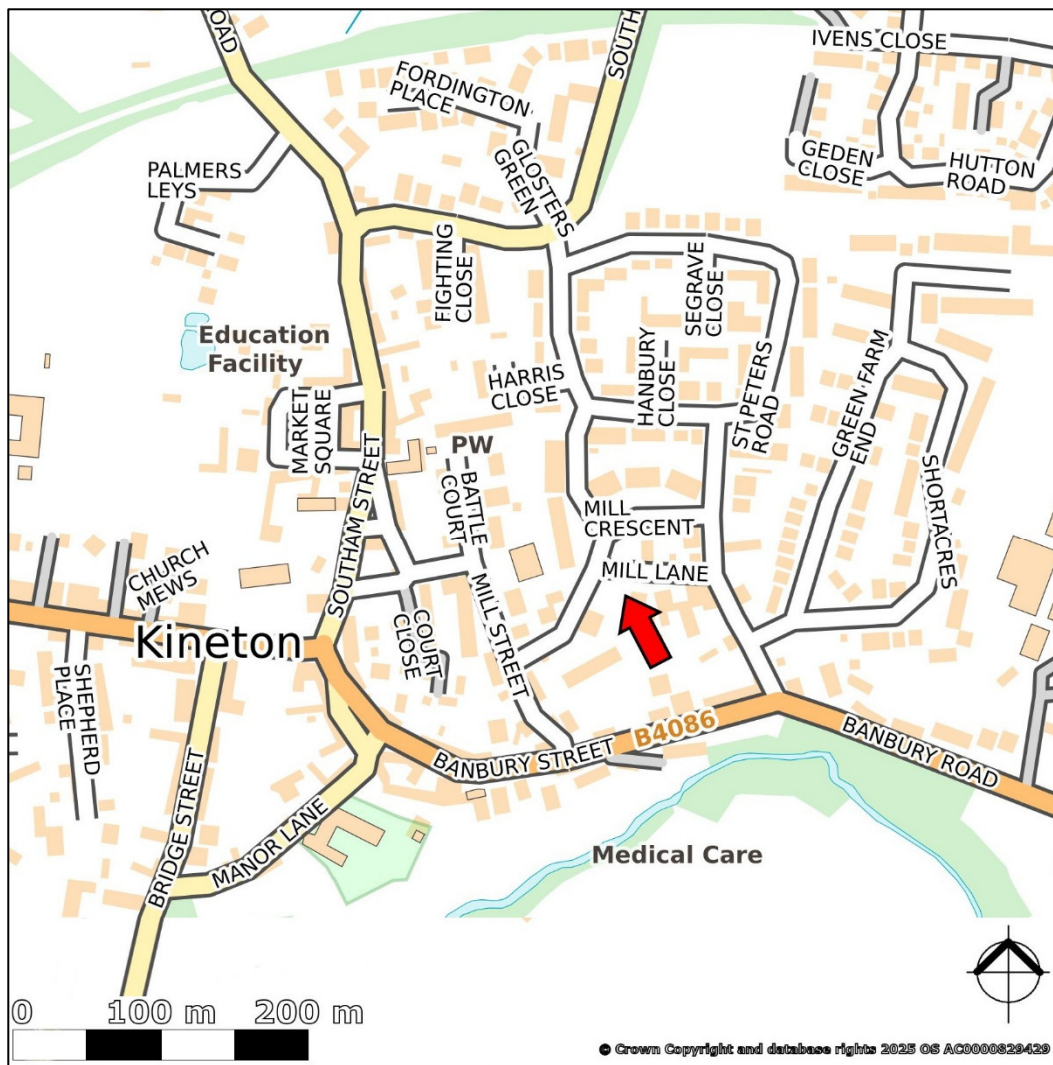 ROAD
SOUTH
IVENS CLOSE
FORDINGTON
PLACE
GLOSTERS
GREEN
GEDEN
CLOSE
HUTTON
ROAD
PALMERS
LEYS
FIGHTING
CLOSE
SEGRAVE
CLOSE
Education
Facility
HARRIS
CLOSE
HANBURY
CLOSE
ST PETERS
ROAD
GREEN FARM
END
MARKET
SQUARE
PW
BATTLE
COURT
SHORTACRES
SOUTHAM STREET
MILL
CRESCENT
MILL LANE
CHURCH
MEWS
MILL STREET
Kineton
COURT
CLOSE
SHEPHERD
PLACE
B4086
BANBURY STREET
BANBURY ROAD
BRIDGE STREET
MANOR LANE
Medical Care
0 100 m 200 m
© Crown Copyright and database rights 2025 OS AC0000829429